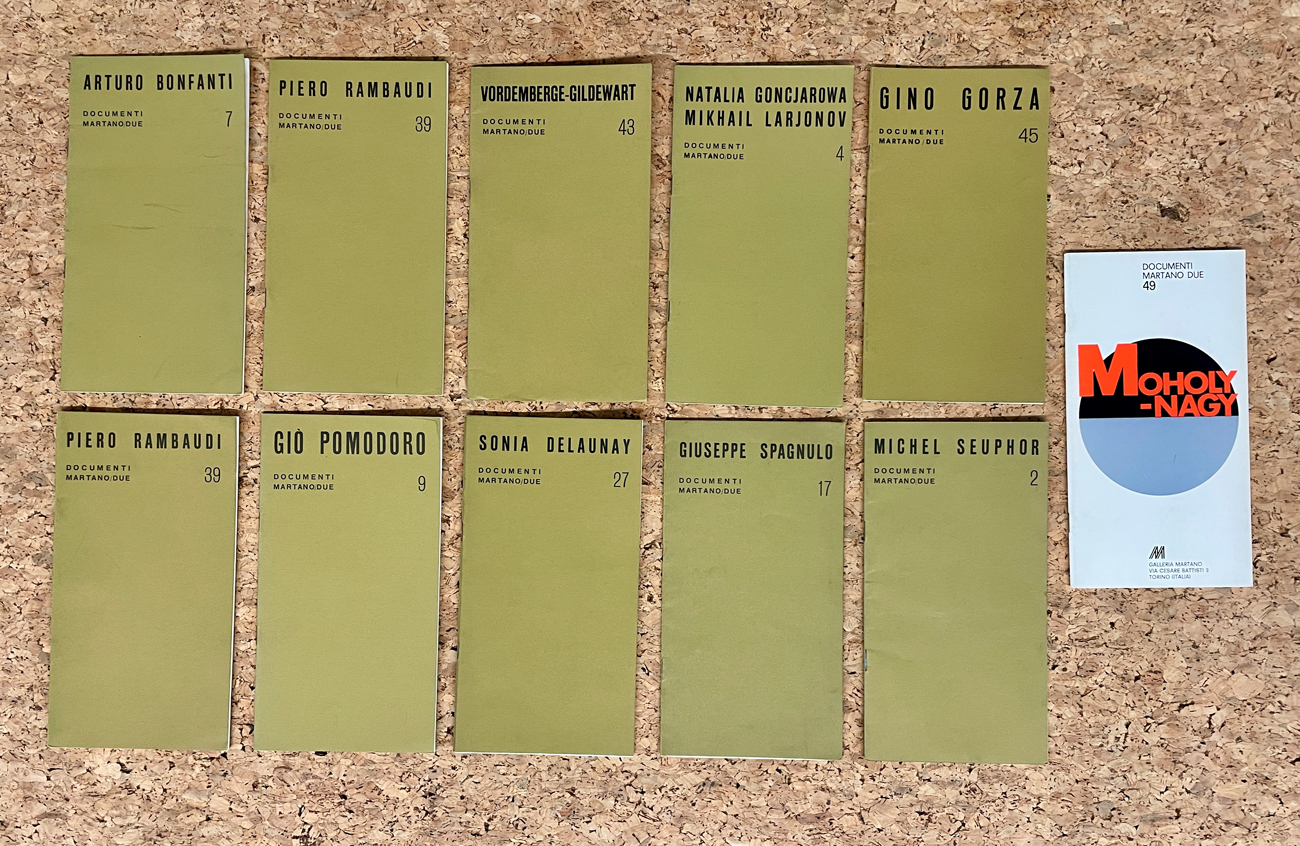 ARTURO BONFANTI
DOCUMENTI
MARTANO/DUE 7
PIERO RAMBAUDI
DOCUMENTI
MARTANO/DUE 39
VORDEMBERGE-GILDEWART
DOCUMENTI
MARTANO/DUE 43
NATALIA GONCJAROWA
MIKHAIL LARJONOV
DOCUMENTI
MARTANO/DUE 4
GINO GORZA
DOCUMENTI
MARTANO/DUE 45
PIERO RAMBAUDI
DOCUMENTI
MARTANO/DUE 39
GIÒ POMODORO
DOCUMENTI
MARTANO/DUE 9
SONIA DELAUNAY
DOCUMENTI
MARTANO/DUE 27
GIUSEPPE SPAGNULO
DOCUMENTI
MARTANO/DUE 17
MICHEL SEUPHOR
DOCUMENTI
MARTANO/DUE 2
DOCUMENTI
MARTANO DUE
49
MOHOLY
-NAGY
GALLERIA MARTANO
VIA CESARE BATTISTI 3
TORINO (ITALIA)